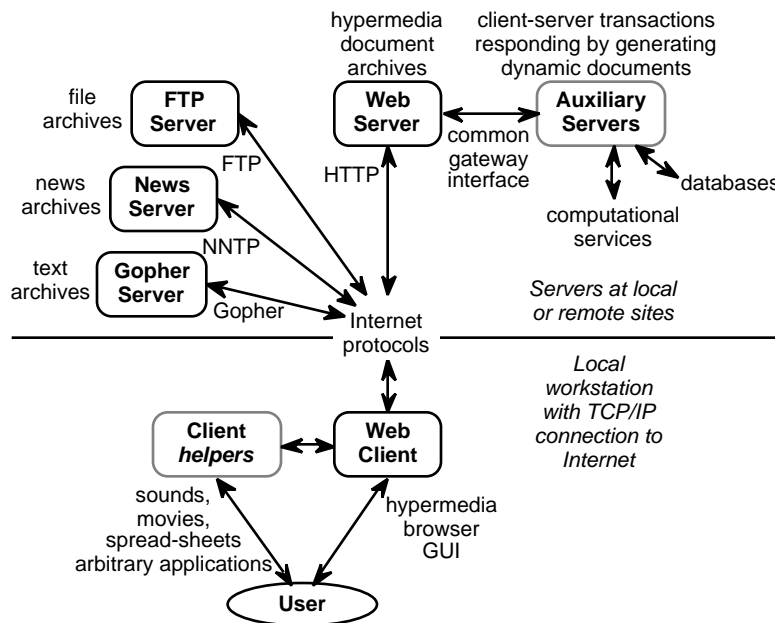 hypermedia
document
archives
client-server transactions
responding by generating
dynamic documents
file
archives
FTP
Server
Web
Server
Auxiliary
Servers
FTP
HTTP
common
gateway
interface
news
archives
News
Server
NNTP
databases
computational
services
text
archives
Gopher
Server
Gopher
Servers at local
or remote sites
Internet
protocols
Local
workstation
with TCP/IP
connection to
Internet
Client
helpers
Web
Client
sounds,
movies,
spread-sheets
arbitrary applications
hypermedia
browser
GUI
User